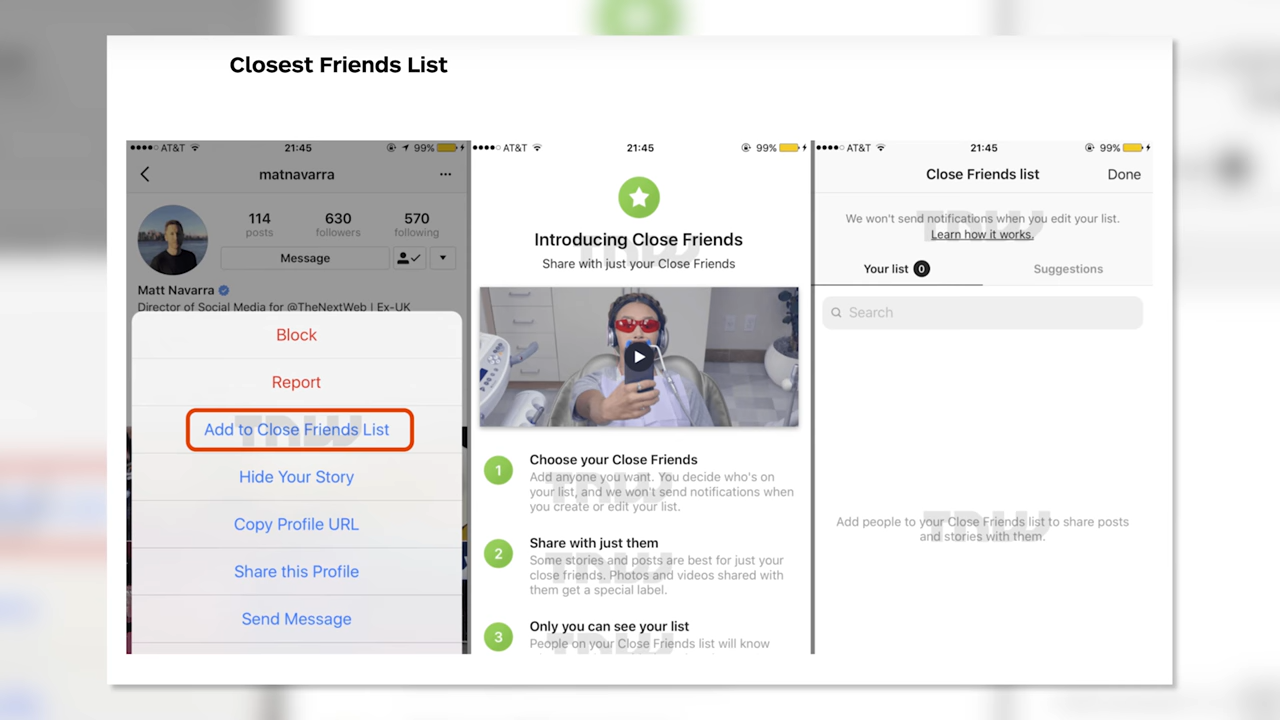 Closest Friends List
AT&T 21:45 99%
matnavarra
114 630 570
posts followers following
Message
Matt Navarra
Director of Social Media for @TheNextWeb | Ex-UK
Block
Report
Add to Close Friends List
Hide Your Story
Copy Profile URL
Share this Profile
Send Message
AT&T 21:45 99%
Introducing Close Friends
Share with just your Close Friends
1 Choose your Close Friends
Add anyone you want. You decide who's on
your list, and we won't send notifications when
you create or edit your list.
2 Share with just them
Some stories and posts are best for just your
close friends. Photos and videos shared with
them get a special label.
3 Only you can see your list
People on your Close Friends list will know
AT&T 21:45 99%
Close Friends list Done
We won't send notifications when you edit your list.
Learn how it works.
Your list 0 Suggestions
Search
Add people to your Close Friends list to share posts
and stories with them.